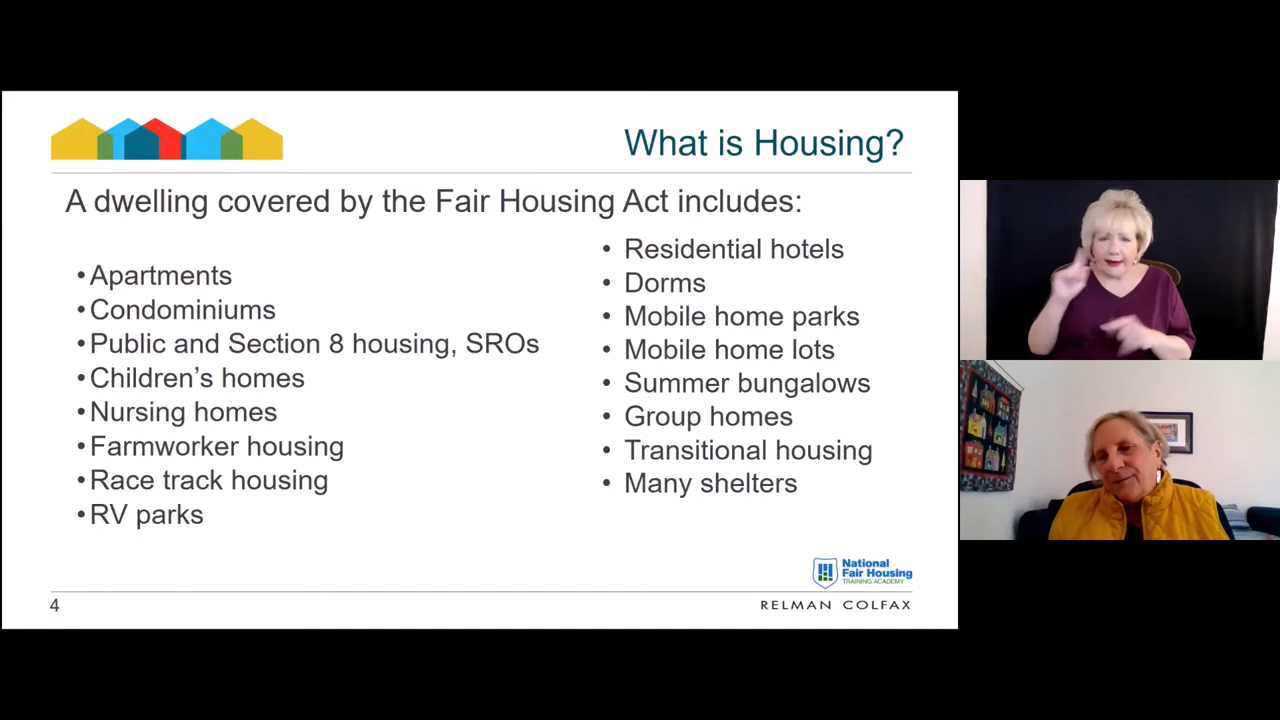 What is Housing?
A dwelling covered by the Fair Housing Act includes:
•Apartments
•Condominiums
•Public and Section 8 housing, SROs
•Children’s homes
•Nursing homes
•Farmworker housing
•Race track housing
•RV parks
• Residential hotels
• Dorms
• Mobile home parks
• Mobile home lots
• Summer bungalows
• Group homes
• Transitional housing
• Many shelters
National
Fair Housing
TRAINING ACADEMY
4
RELMAN COLFAX